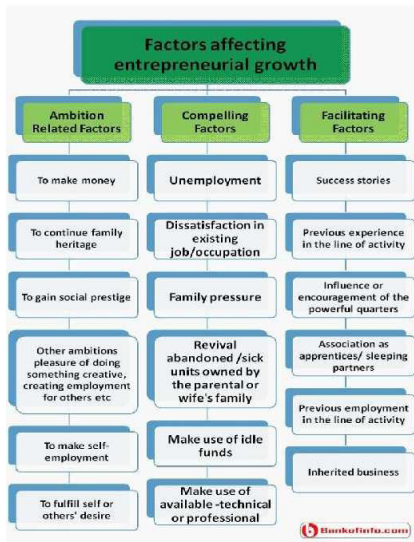 Factors affecting
entrepreneurial growth
Ambition
Related Factors
To make money
To continue family
heritage
To gain social prestige
Other ambitions
pleasure of doing
something creative,
creating employment
for others etc
To make self-
employment
To fulfill self or
others' desire
Compelling
Factors
Unemployment
Dissatisfaction in
existing
job/occupation
Family pressure
Revival
abandoned /sick
units owned by
the parental or
wife's family
Make use of idle
funds
Make use of
available -technical
or professional
Facilitating
Factors
Success stories
Previous experience
in the line of activity
Influence or
encouragement of the
powerful quarters
Association as
apprentices/ sleeping
partners
Previous employment
in the line of activity
Inherited business
Bankofinfo.com